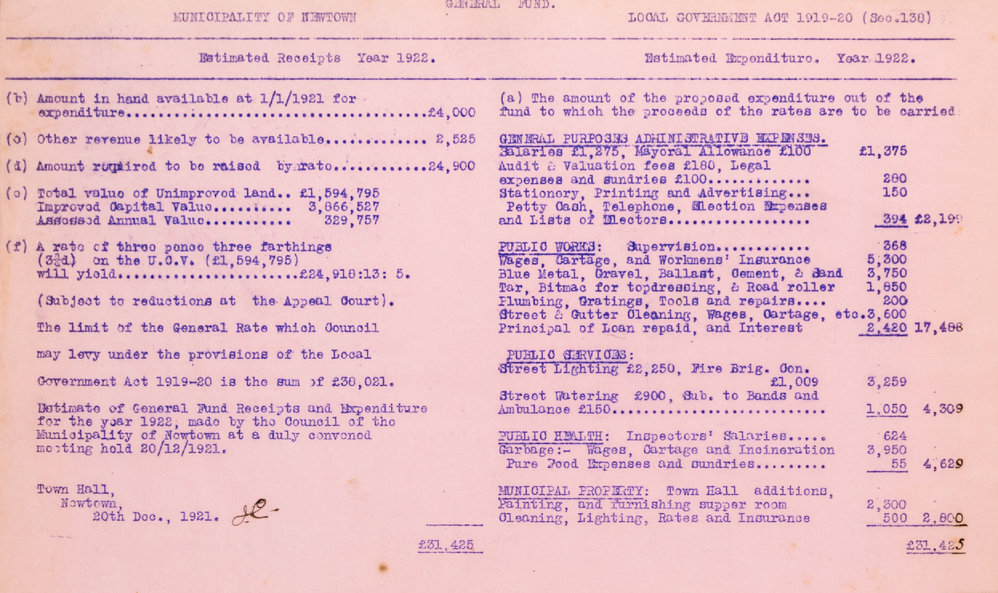 GENERAL FUND.
MUNICIPALITY OF NEWTOWN
LOCAL GOVERNMENT ACT 1919-20 (Sec.130)
Estimated Receipts Year 1922.
(b) Amount in hand available at 1/1/1921 for
expenditure......................................£4,000
(c) Other revenue likely to be available............. 2,525
(d) Amount required to be raised by rate.............24,900
(e) Total value of Unimproved land.. £1,594,795
Improved Capital Value.......... 3,866,527
Assessed Annual Value........... 329,757
(f) A rate of three pence three farthings
(3¾d) on the U.C.V. (£1,594,795)
will yield......................£24,918:13: 5.
(Subject to reductions at the Appeal Court).
The limit of the General Rate which Council
may levy under the provisions of the Local
Government Act 1919-20 is the sum of £38,021.
Estimate of General Fund Receipts and Expenditure
for the year 1922, made by the Council of the
Municipality of Newtown at a duly convened
meeting held 20/12/1921.
Town Hall,
Newtown,
20th Dec., 1921.
£31,425
Estimated Expenditure. Year 1922.
(a) The amount of the proposed expenditure out of the
fund to which the proceeds of the rates are to be carried
GENERAL PURPOSES ADMINISTRATIVE EXPENSES.
Salaries £1,275, Mayoral Allowance £100 £1,375
Audit & Valuation fees £180, Legal
expenses and sundries £100............ 280
Stationery, Printing and Advertising... 150
Petty Cash, Telephone, Election Expenses
and Lists of Electors.................. 394 £2,199
PUBLIC WORKS: Supervision............ 368
Wages, Cartage, and Workmens' Insurance 5,300
Blue Metal, Gravel, Ballast, Cement, & Sand 3,750
Tar, Bitmac for topdressing, & Road roller 1,850
Plumbing, Gratings, Tools and repairs.... 200
Street & Gutter Cleaning, Wages, Cartage, etc.3,600
Principal of Loan repaid, and Interest 2,420 17,488
PUBLIC SERVICES:
Street Lighting £2,250, Fire Brig. Con.
£1,009 3,259
Street Watering £900, Sub. to Bands and
Ambulance £150........................... 1,050 4,309
PUBLIC HEALTH: Inspectors' Salaries..... 624
Garbage:- Wages, Cartage and Incineration 3,950
Pure Food Expenses and sundries......... 55 4,629
MUNICIPAL PROPERTY: Town Hall additions,
Painting, and furnishing supper room 2,300
Cleaning, Lighting, Rates and Insurance 500 2,800
£31,425